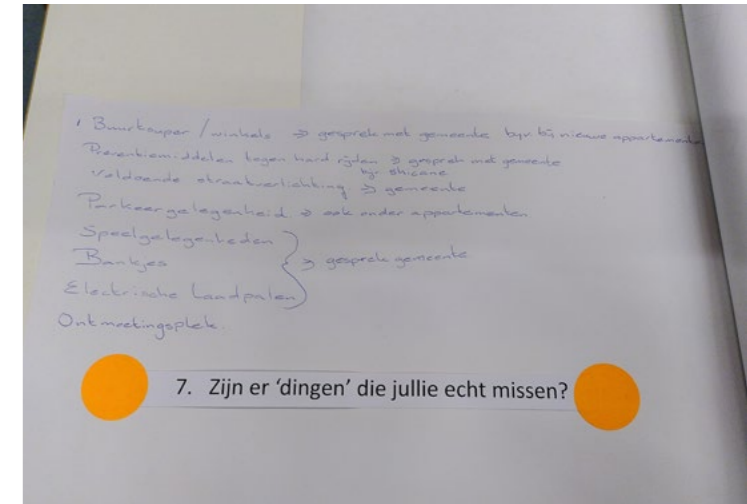 Buurtsuper / winkels => gesprek met gemeente bijv bij nieuwe appartementen
Preventiemiddelen tegen hard rijden => gesprek met gemeente
bijv shicane
Voldoende straatverlichting => gemeente
Parkeergelegenheid => ook onder appartementen
Speelgelegenheden
Bankjes => gesprek gemeente
Electrische laadpalen
Ontmoetingsplek.
7. Zijn er ‘dingen’ die jullie echt missen?